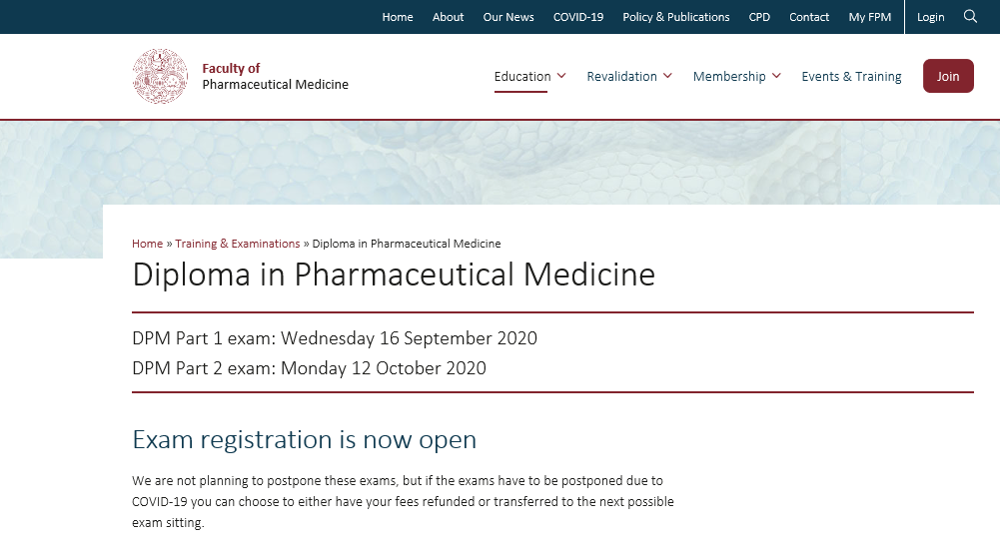 Home About Our News COVID-19 Policy & Publications CPD Contact My FPM Login
Faculty of
Pharmaceutical Medicine
Education Revalidation Membership Events & Training Join
Home » Training & Examinations » Diploma in Pharmaceutical Medicine
Diploma in Pharmaceutical Medicine
DPM Part 1 exam: Wednesday 16 September 2020
DPM Part 2 exam: Monday 12 October 2020
Exam registration is now open
We are not planning to postpone these exams, but if the exams have to be postponed due to
COVID-19 you can choose to either have your fees refunded or transferred to the next possible
exam sitting.